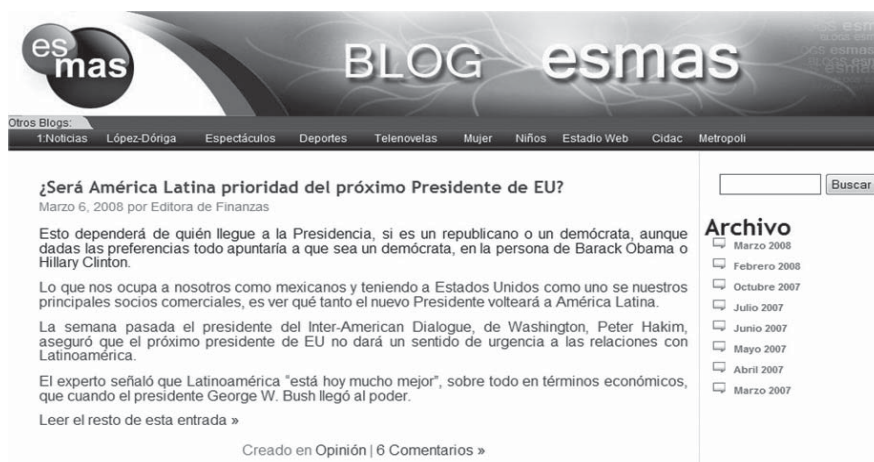 es mas
BLOG esmas
Otros Blogs:
1:Noticias López-Dóriga Espectáculos Deportes Telenovelas Mujer Niños Estadio Web Cidac Metropoli
¿Será América Latina prioridad del próximo Presidente de EU?
Marzo 6, 2008 por Editora de Finanzas
Esto dependerá de quién llegue a la Presidencia, si es un republicano o un demócrata, aunque
dadas las preferencias todo apuntaría a que sea un demócrata, en la persona de Barack Obama o
Hillary Clinton.
Lo que nos ocupa a nosotros como mexicanos y teniendo a Estados Unidos como uno se nuestros
principales socios comerciales, es ver qué tanto el nuevo Presidente volteará a América Latina.
La semana pasada el presidente del Inter-American Dialogue, de Washington, Peter Hakim,
aseguró que el próximo presidente de EU no dará un sentido de urgencia a las relaciones con
Latinoamérica.
El experto señaló que Latinoamérica “está hoy mucho mejor”, sobre todo en términos económicos,
que cuando el presidente George W. Bush llegó al poder.
Leer el resto de esta entrada »
Creado en Opinión | 6 Comentarios »
Buscar
Archivo
Marzo 2008
Febrero 2008
Octubre 2007
Julio 2007
Junio 2007
Mayo 2007
Abril 2007
Marzo 2007